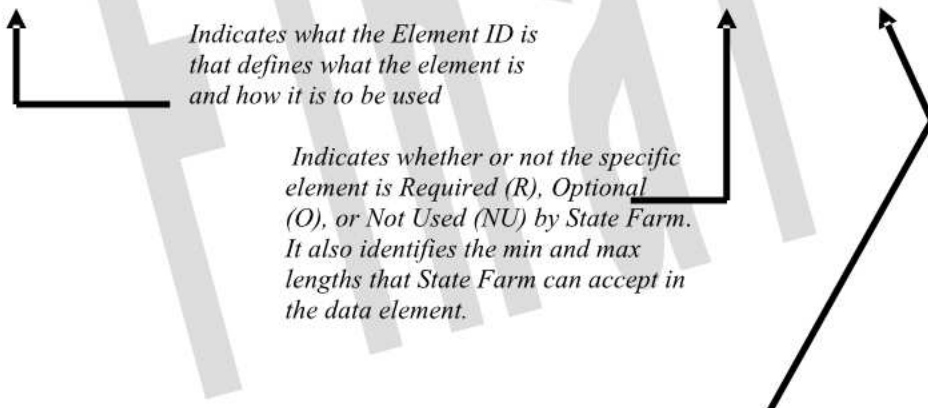 Indicates what the Element ID is
that defines what the element is
and how it is to be used
Indicates whether or not the specific
element is Required (R), Optional
(O), or Not Used (NU) by State Farm.
It also identifies the min and max
lengths that State Farm can accept in
the data element.
Final